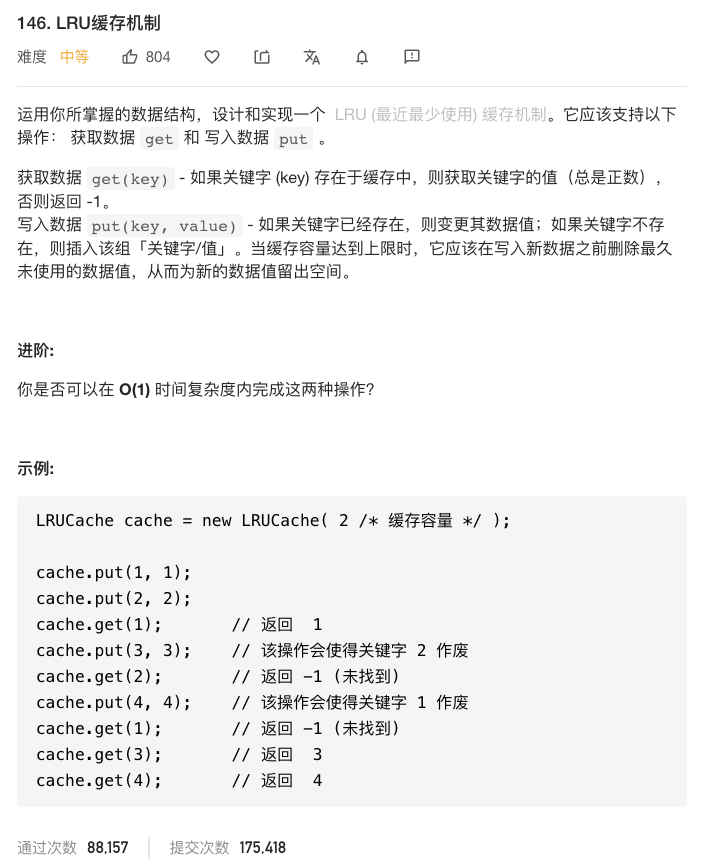 146. LRU缓存机制
难度 中等 804
运用你所掌握的数据结构，设计和实现一个 LRU (最近最少使用) 缓存机制。它应该支持以下
操作： 获取数据 get 和 写入数据 put 。
获取数据 get(key) - 如果关键字 (key) 存在于缓存中，则获取关键字的值（总是正数），
否则返回 -1。
写入数据 put(key, value) - 如果关键字已经存在，则变更其数据值；如果关键字不存
在，则插入该组「关键字/值」。当缓存容量达到上限时，它应该在写入新数据之前删除最久
未使用的数据值，从而为新的数据值留出空间。
进阶:
你是否可以在 O(1) 时间复杂度内完成这两种操作?
示例:
LRUCache cache = new LRUCache( 2 /* 缓存容量 */ );
cache.put(1, 1);
cache.put(2, 2);
cache.get(1);       // 返回  1
cache.put(3, 3);    // 该操作会使得关键字 2 作废
cache.get(2);       // 返回 -1 (未找到)
cache.put(4, 4);    // 该操作会使得关键字 1 作废
cache.get(1);       // 返回 -1 (未找到)
cache.get(3);       // 返回  3
cache.get(4);       // 返回  4
通过次数 88,157 提交次数 175,418